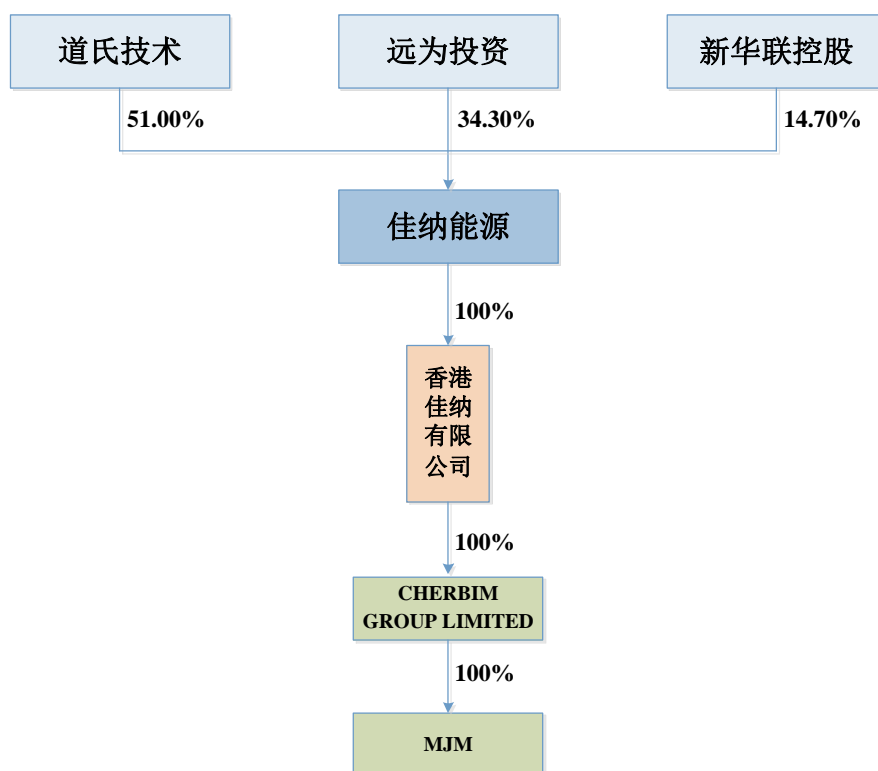 道氏技术
远为投资
新华联控股
51.00%
34.30%
14.70%
佳纳能源
100%
香港
佳纳
有限
公司
100%
CHERBIM
GROUP LIMITED
100%
MJM